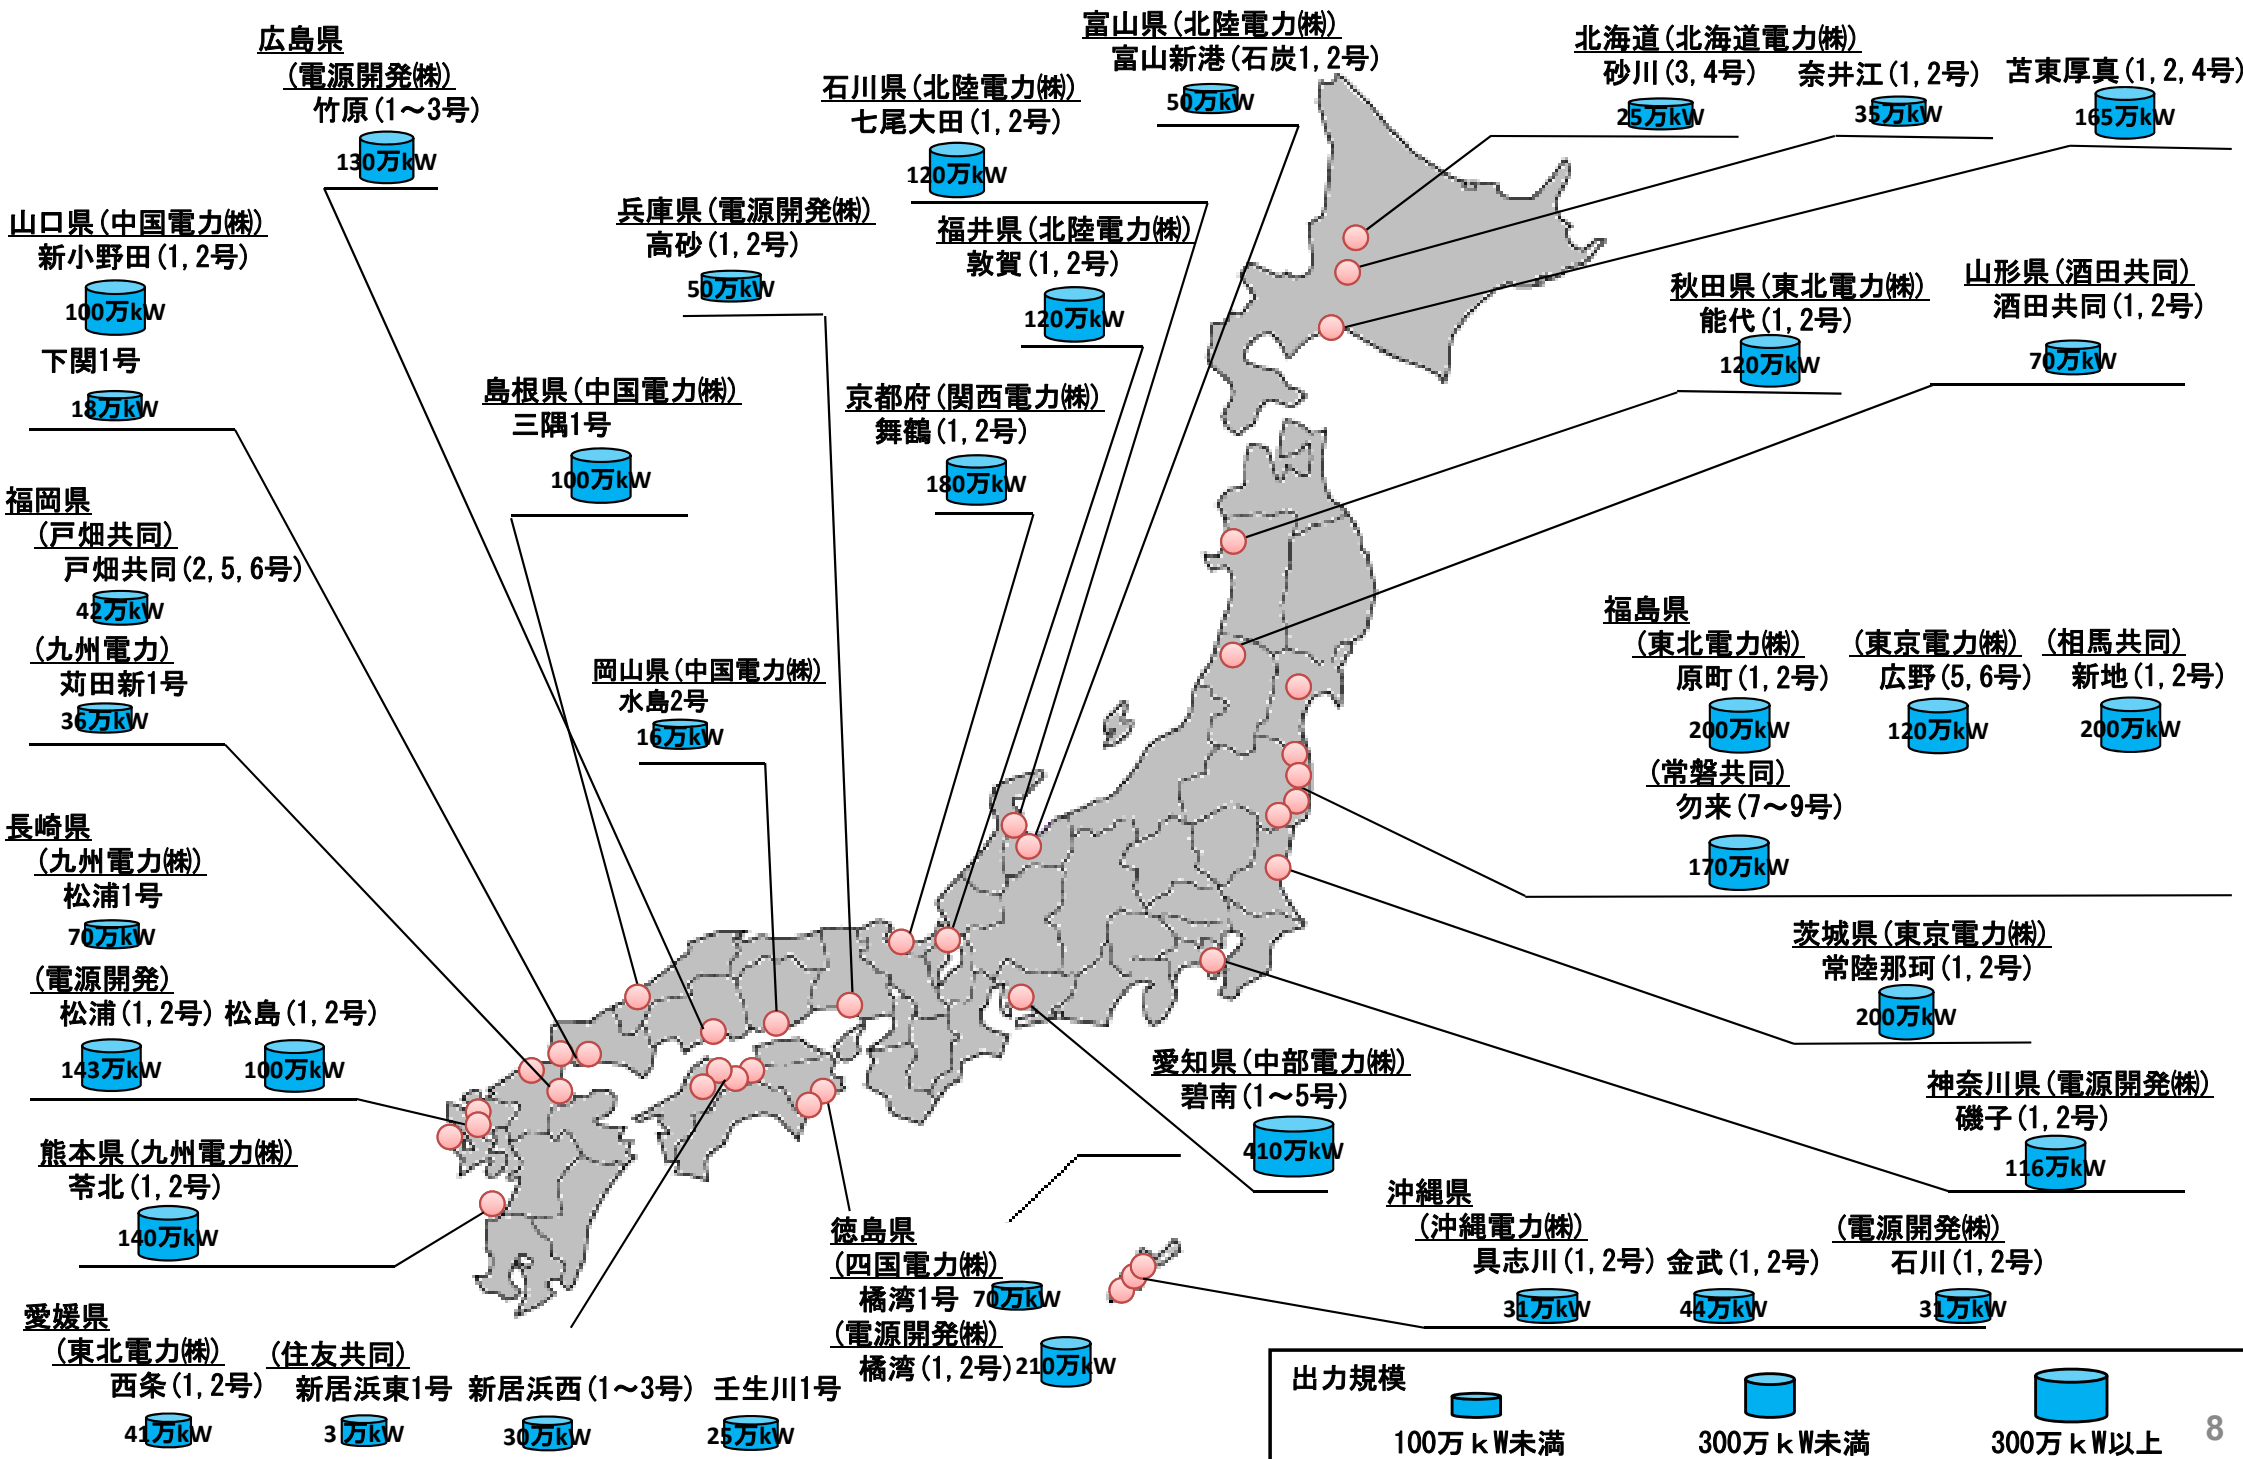 広島県
(電源開発㈱)
竹原(1～3号)
130万kW
富山県(北陸電力㈱)
富山新港(石炭1,2号)
50万kW
石川県(北陸電力㈱)
七尾大田(1,2号)
120万kW
北海道(北海道電力㈱)
砂川(3,4号) 奈井江(1,2号) 苫東厚真(1,2,4号)
25万kW 35万kW 165万kW
山口県(中国電力㈱)
新小野田(1,2号)
100万kW
下関1号
18万kW
兵庫県(電源開発㈱)
高砂(1,2号)
50万kW
福井県(北陸電力㈱)
敦賀(1,2号)
120万kW
秋田県(東北電力㈱)
能代(1,2号)
120万kW
山形県(酒田共同)
酒田共同(1,2号)
70万kW
島根県(中国電力㈱)
三隅1号
100万kW
京都府(関西電力㈱)
舞鶴(1,2号)
180万kW
福岡県
(戸畑共同)
戸畑共同(2,5,6号)
42万kW
(九州電力)
苅田新1号
36万kW
岡山県(中国電力㈱)
水島2号
16万kW
福島県
(東北電力㈱) (東京電力㈱) (相馬共同)
原町(1,2号) 広野(5,6号) 新地(1,2号)
200万kW 120万kW 200万kW
(常磐共同)
勿来(7～9号)
170万kW
長崎県
(九州電力㈱)
松浦1号
70万kW
(電源開発)
松浦(1,2号) 松島(1,2号)
143万kW 100万kW
茨城県(東京電力㈱)
常陸那珂(1,2号)
200万kW
愛知県(中部電力㈱)
碧南(1～5号)
410万kW
神奈川県(電源開発㈱)
磯子(1,2号)
116万kW
熊本県(九州電力㈱)
苓北(1,2号)
140万kW
沖縄県
(沖縄電力㈱) (電源開発㈱)
具志川(1,2号) 金武(1,2号) 石川(1,2号)
31万kW 44万kW 31万kW
徳島県
(四国電力㈱)
橘湾1号 70万kW
(電源開発㈱)
橘湾(1,2号) 210万kW
愛媛県
(東北電力㈱) (住友共同)
西条(1,2号) 新居浜東1号 新居浜西(1～3号) 壬生川1号
41万kW 3万kW 30万kW 25万kW
出力規模
100万ｋW未満 300万ｋW未満 300万ｋW以上
8